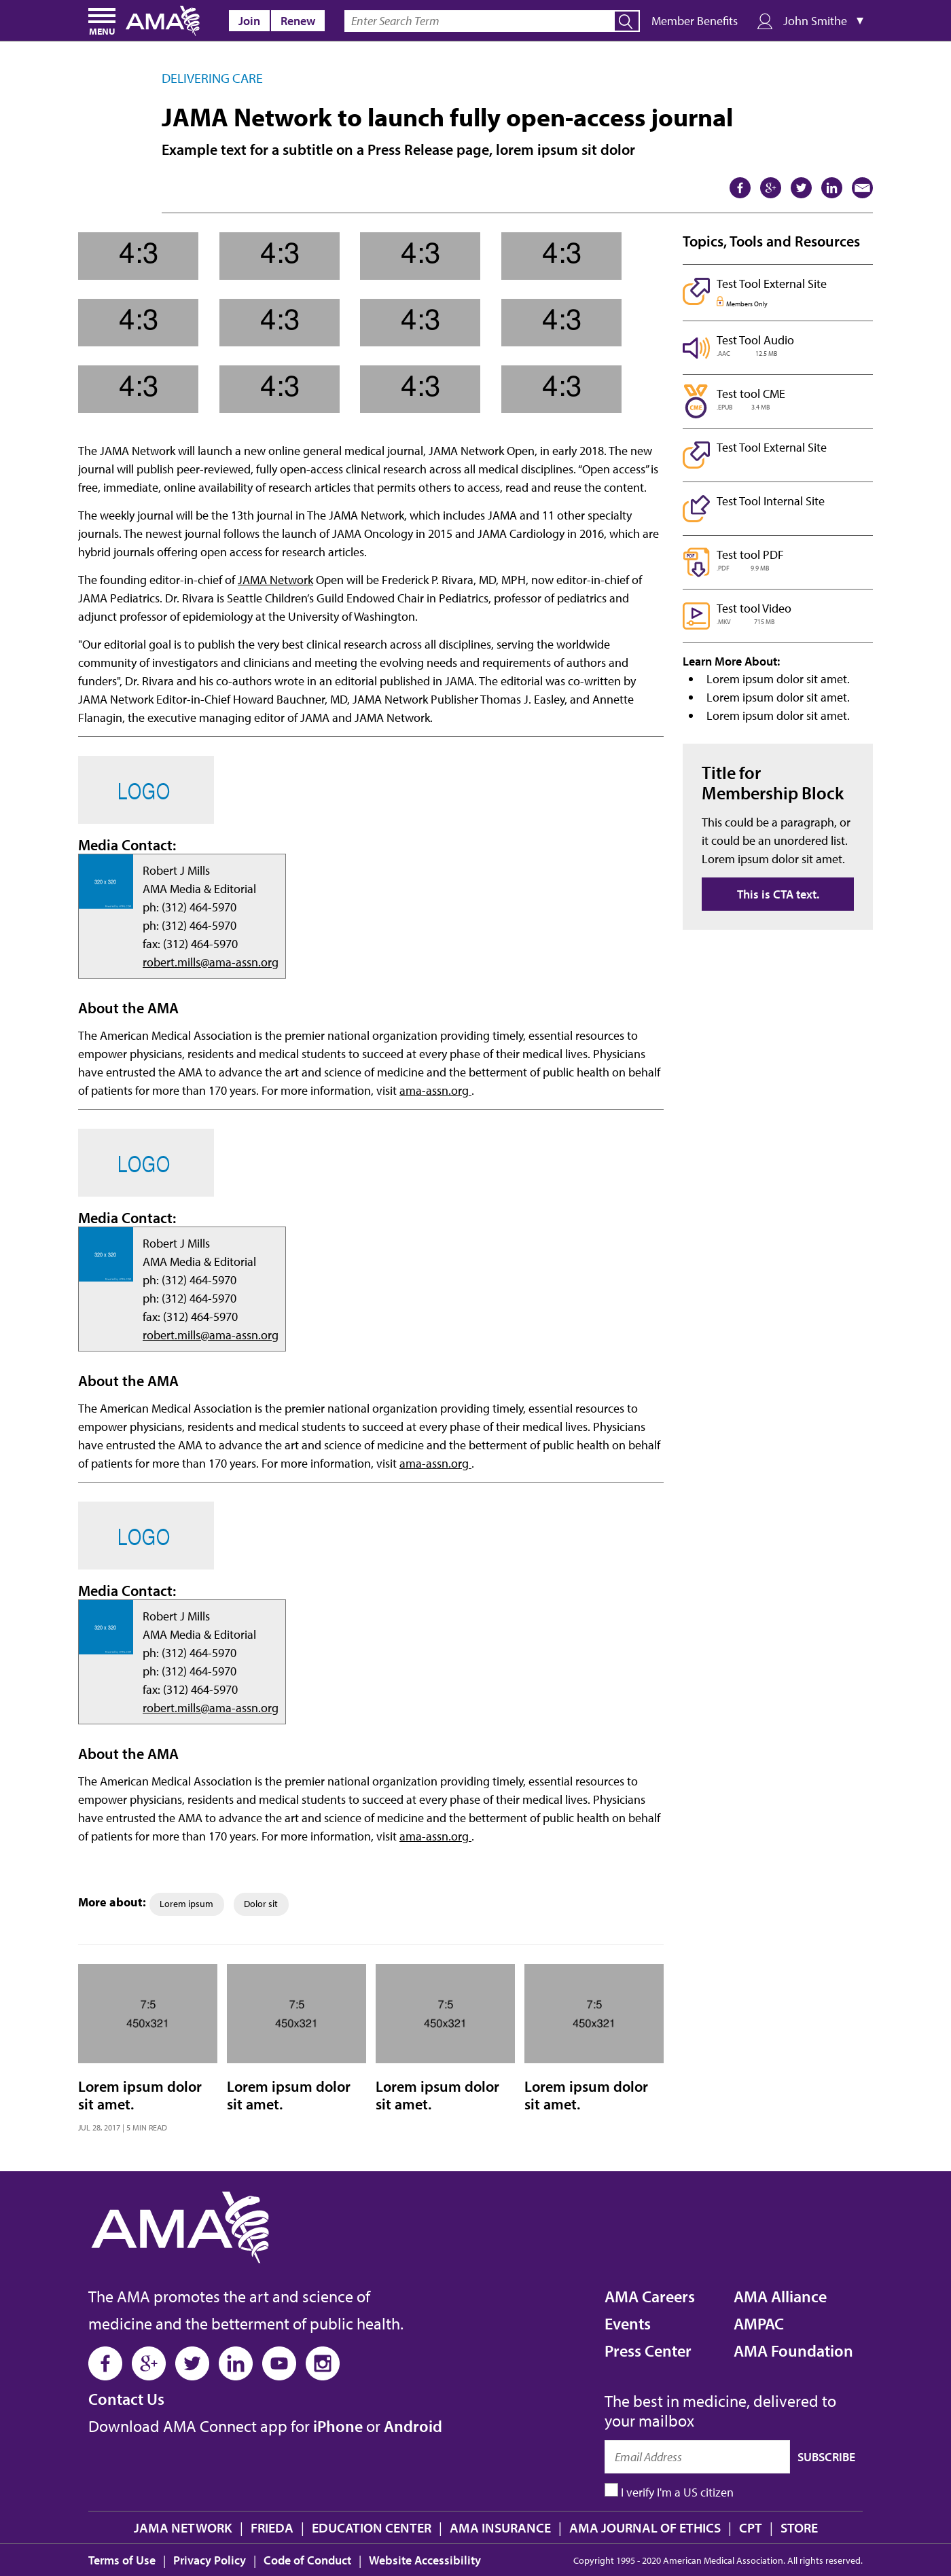 MENU AMA Join Renew Enter Search Term Member Benefits John Smithe ▼
DELIVERING CARE
JAMA Network to launch fully open-access journal
Example text for a subtitle on a Press Release page, lorem ipsum sit dolor
4:3 4:3 4:3 4:3
4:3 4:3 4:3 4:3
4:3 4:3 4:3 4:3
The JAMA Network will launch a new online general medical journal, JAMA Network Open, in early 2018. The new
journal will publish peer-reviewed, fully open-access clinical research across all medical disciplines. “Open access” is
free, immediate, online availability of research articles that permits others to access, read and reuse the content.
The weekly journal will be the 13th journal in The JAMA Network, which includes JAMA and 11 other specialty
journals. The newest journal follows the launch of JAMA Oncology in 2015 and JAMA Cardiology in 2016, which are
hybrid journals offering open access for research articles.
The founding editor-in-chief of JAMA Network Open will be Frederick P. Rivara, MD, MPH, now editor-in-chief of
JAMA Pediatrics. Dr. Rivara is Seattle Children’s Guild Endowed Chair in Pediatrics, professor of pediatrics and
adjunct professor of epidemiology at the University of Washington.
"Our editorial goal is to publish the very best clinical research across all disciplines, serving the worldwide
community of investigators and clinicians and meeting the evolving needs and requirements of authors and
funders", Dr. Rivara and his co-authors wrote in an editorial published in JAMA. The editorial was co-written by
JAMA Network Editor-in-Chief Howard Bauchner, MD, JAMA Network Publisher Thomas J. Easley, and Annette
Flanagin, the executive managing editor of JAMA and JAMA Network.
LOGO
Media Contact:
320 x 320
Robert J Mills
AMA Media & Editorial
ph: (312) 464-5970
ph: (312) 464-5970
fax: (312) 464-5970
robert.mills@ama-assn.org
About the AMA
The American Medical Association is the premier national organization providing timely, essential resources to
empower physicians, residents and medical students to succeed at every phase of their medical lives. Physicians
have entrusted the AMA to advance the art and science of medicine and the betterment of public health on behalf
of patients for more than 170 years. For more information, visit ama-assn.org .
LOGO
Media Contact:
320 x 320
Robert J Mills
AMA Media & Editorial
ph: (312) 464-5970
ph: (312) 464-5970
fax: (312) 464-5970
robert.mills@ama-assn.org
About the AMA
The American Medical Association is the premier national organization providing timely, essential resources to
empower physicians, residents and medical students to succeed at every phase of their medical lives. Physicians
have entrusted the AMA to advance the art and science of medicine and the betterment of public health on behalf
of patients for more than 170 years. For more information, visit ama-assn.org .
LOGO
Media Contact:
320 x 320
Robert J Mills
AMA Media & Editorial
ph: (312) 464-5970
ph: (312) 464-5970
fax: (312) 464-5970
robert.mills@ama-assn.org
About the AMA
The American Medical Association is the premier national organization providing timely, essential resources to
empower physicians, residents and medical students to succeed at every phase of their medical lives. Physicians
have entrusted the AMA to advance the art and science of medicine and the betterment of public health on behalf
of patients for more than 170 years. For more information, visit ama-assn.org .
More about: Lorem ipsum Dolor sit
Topics, Tools and Resources
Test Tool External Site
Members Only
Test Tool Audio
.AAC 12.5 MB
CME
Test tool CME
.EPUB 3.4 MB
Test Tool External Site
Test Tool Internal Site
PDF
Test tool PDF
.PDF 9.9 MB
Test tool Video
.MKV 715 MB
Learn More About:
• Lorem ipsum dolor sit amet.
• Lorem ipsum dolor sit amet.
• Lorem ipsum dolor sit amet.
Title for
Membership Block
This could be a paragraph, or
it could be an unordered list.
Lorem ipsum dolor sit amet.
This is CTA text.
7:5 7:5 7:5 7:5
450x321 450x321 450x321 450x321
Lorem ipsum dolor Lorem ipsum dolor Lorem ipsum dolor Lorem ipsum dolor
sit amet. sit amet. sit amet. sit amet.
JUL 28, 2017 | 5 MIN READ
AMA
The AMA promotes the art and science of
medicine and the betterment of public health.
Contact Us
Download AMA Connect app for iPhone or Android
AMA Careers AMA Alliance
Events AMPAC
Press Center AMA Foundation
The best in medicine, delivered to
your mailbox
Email Address SUBSCRIBE
I verify I'm a US citizen
JAMA NETWORK | FRIEDA | EDUCATION CENTER | AMA INSURANCE | AMA JOURNAL OF ETHICS | CPT | STORE
Terms of Use | Privacy Policy | Code of Conduct | Website Accessibility Copyright 1995 - 2020 American Medical Association. All rights reserved.